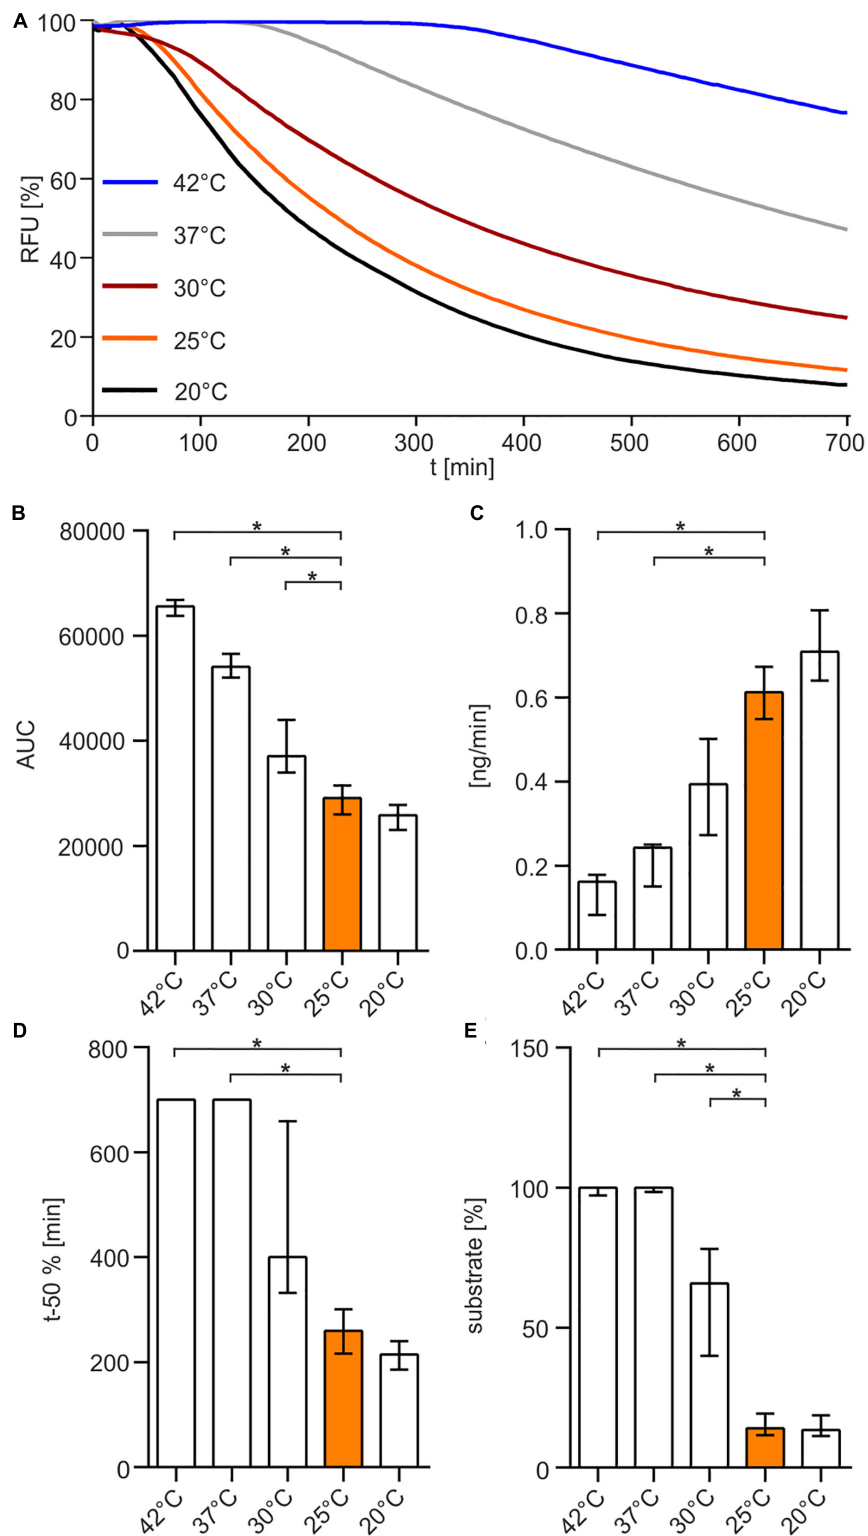 A
100
80
60
40
20
0
RFU [%]
42°C
37°C
30°C
25°C
20°C
0 100 200 300 400 500 600 700
t [min]
B
80000
60000
40000
20000
0
AUC
* * *
42°C 37°C 30°C 25°C 20°C
C
1.0
0.8
0.6
0.4
0.2
0.0
[ng/min]
* *
42°C 37°C 30°C 25°C 20°C
D
800
600
400
200
0
t-50 % [min]
* *
42°C 37°C 30°C 25°C 20°C
E
150
100
50
0
substrate [%]
* * *
42°C 37°C 30°C 25°C 20°C